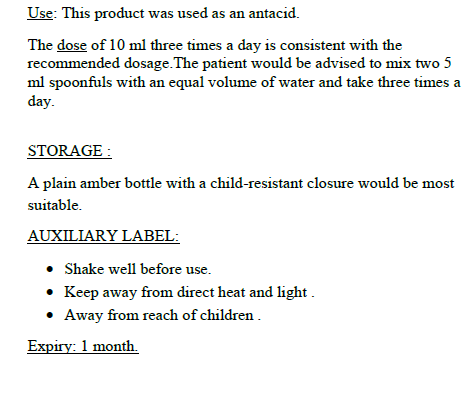 Use: This product was used as an antacid.
The dose of 10 ml three times a day is consistent with the
recommended dosage.The patient would be advised to mix two 5
ml spoonfuls with an equal volume of water and take three times a
day.
STORAGE :
A plain amber bottle with a child-resistant closure would be most
suitable.
AUXILIARY LABEL:
• Shake well before use.
• Keep away from direct heat and light .
• Away from reach of children .
Expiry: 1 month.